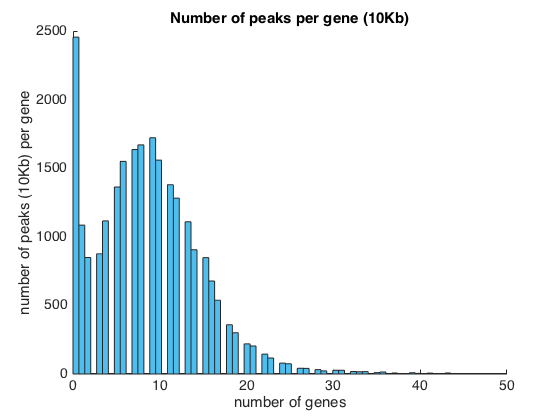 Number of peaks per gene (10Kb)
number of peaks (10Kb) per gene
2500
2000
1500
1000
500
0
0 10 20 30 40 50
number of genes